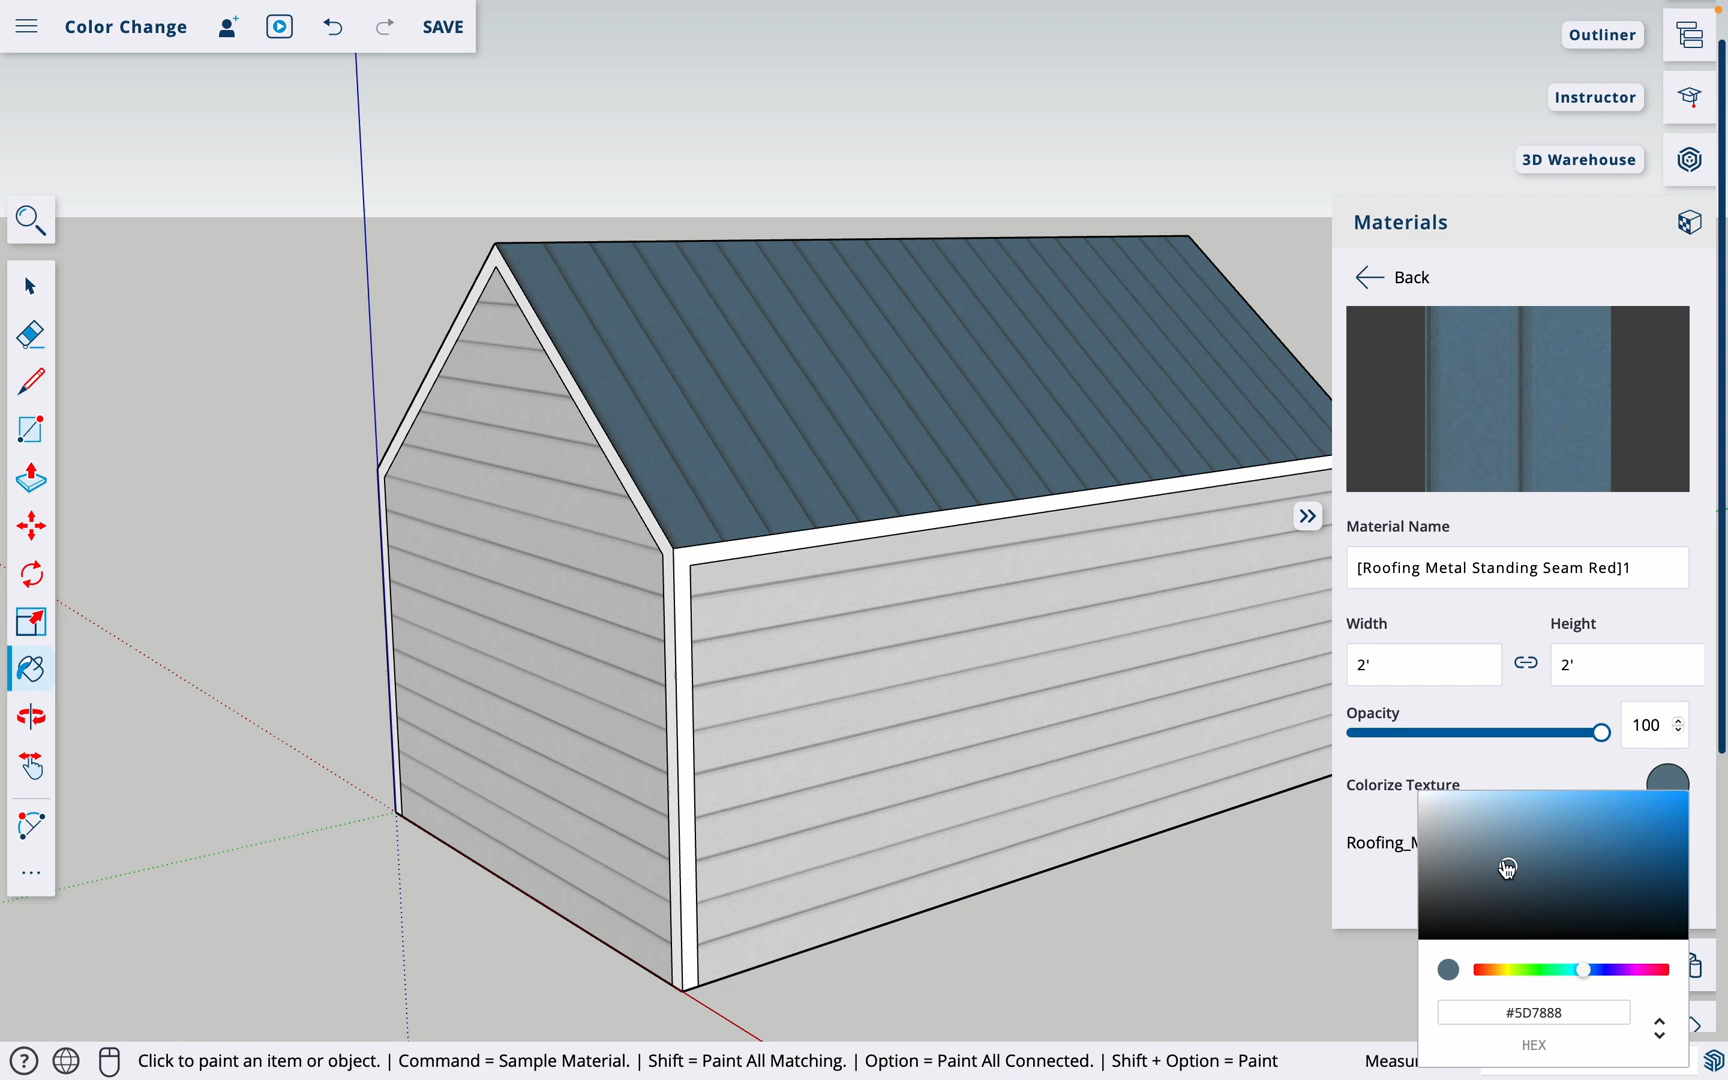 Color Change
SAVE
Outliner
Instructor
3D Warehouse
Materials
Back
Material Name
[Roofing Metal Standing Seam Red]1
Width
Height
2'
2'
Opacity
100
Colorize Texture
Roofing_
#5D7888
HEX
Click to paint an item or object. | Command = Sample Material. | Shift = Paint All Matching. | Option = Paint All Connected. | Shift + Option = Paint
Measu